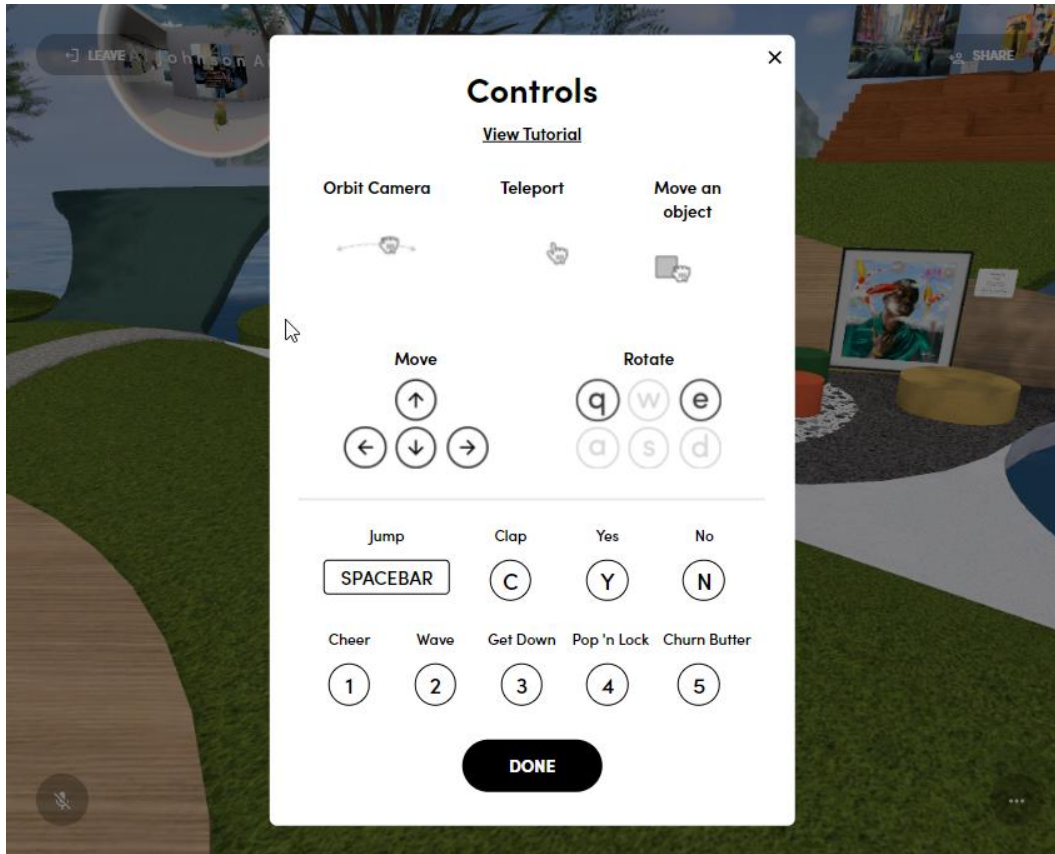 LEAVE
Johnson
SHARE
Controls
View Tutorial
Orbit Camera
Teleport
Move an
object
Move
Rotate
q w e
a s d
Jump
Clap
Yes
No
SPACEBAR
C
Y
N
Cheer
Wave
Get Down
Pop 'n Lock
Churn Butter
1
2
3
4
5
DONE